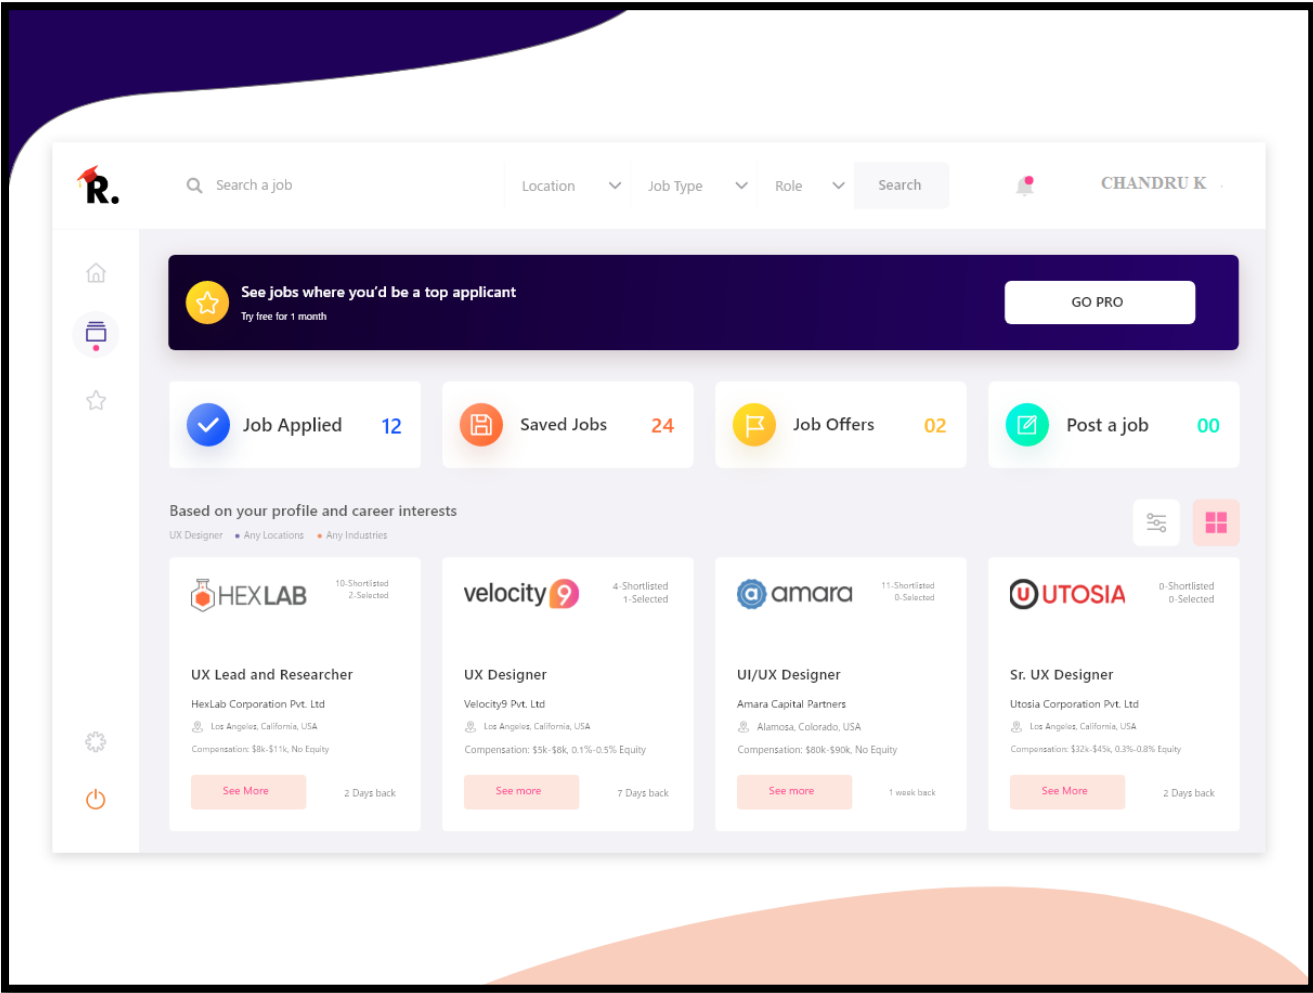 R.
Search a job
Location
Job Type
Role
Search
CHANDRU K
See jobs where you'd be a top applicant
Try free for 1 month
GO PRO
Job Applied 12
Saved Jobs 24
Job Offers 02
Post a job 00
Based on your profile and career interests
UX Designer • Any Locations • Any Industries
HEXLAB
10-Shortlisted
2-Selected
UX Lead and Researcher
HexLab Corporation Pvt. Ltd
Los Angeles, California, USA
Compensation: $8k-$11k, No Equity
See More
2 Days back
velocity 9
4-Shortlisted
1-Selected
UX Designer
Velocity9 Pvt. Ltd
Los Angeles, California, USA
Compensation: $5k-$8k, 0.1%-0.5% Equity
See more
7 Days back
a amara
11-Shortlisted
0-Selected
UI/UX Designer
Amara Capital Partners
Alamosa, Colorado, USA
Compensation: $80k-$90k, No Equity
See more
1 week back
U UTOSIA
0-Shortlisted
0-Selected
Sr. UX Designer
Utosia Corporation Pvt. Ltd
Los Angeles, California, USA
Compensation: $32k-$45k, 0.3%-0.8% Equity
See More
2 Days back